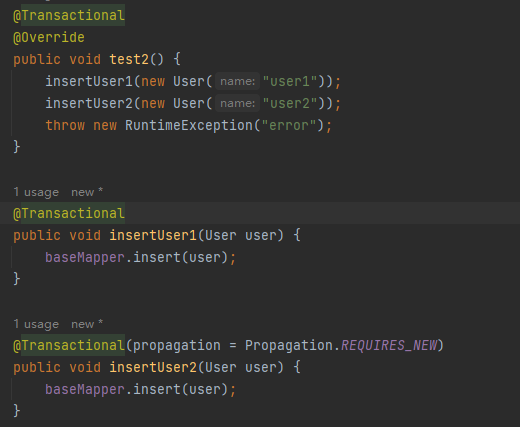 @Transactional
@Override
public void test2() {
    insertUser1(new User( name: "user1"));
    insertUser2(new User( name: "user2"));
    throw new RuntimeException("error");
}
1 usage   new *
@Transactional
public void insertUser1(User user) {
    baseMapper.insert(user);
}
1 usage   new *
@Transactional(propagation = Propagation.REQUIRES_NEW)
public void insertUser2(User user) {
    baseMapper.insert(user);
}